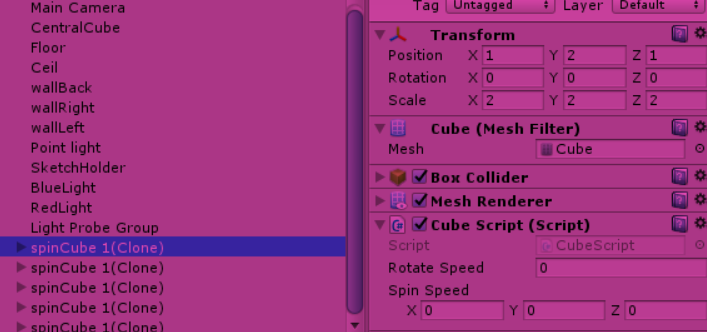 Main Camera
CentralCube
Floor
Ceil
wallBack
wallRight
wallLeft
Point light
SketchHolder
BlueLight
RedLight
Light Probe Group
spinCube 1(Clone)
spinCube 1(Clone)
spinCube 1(Clone)
spinCube 1(Clone)
spinCube 1(Clone)
Tag Untagged Layer Default
Transform
Position X 1 Y 2 Z 1
Rotation X 0 Y 0 Z 0
Scale X 2 Y 2 Z 2
Cube (Mesh Filter)
Mesh Cube
Box Collider
Mesh Renderer
Cube Script (Script)
Script CubeScript
Rotate Speed 0
Spin Speed
X 0 Y 0 Z 0